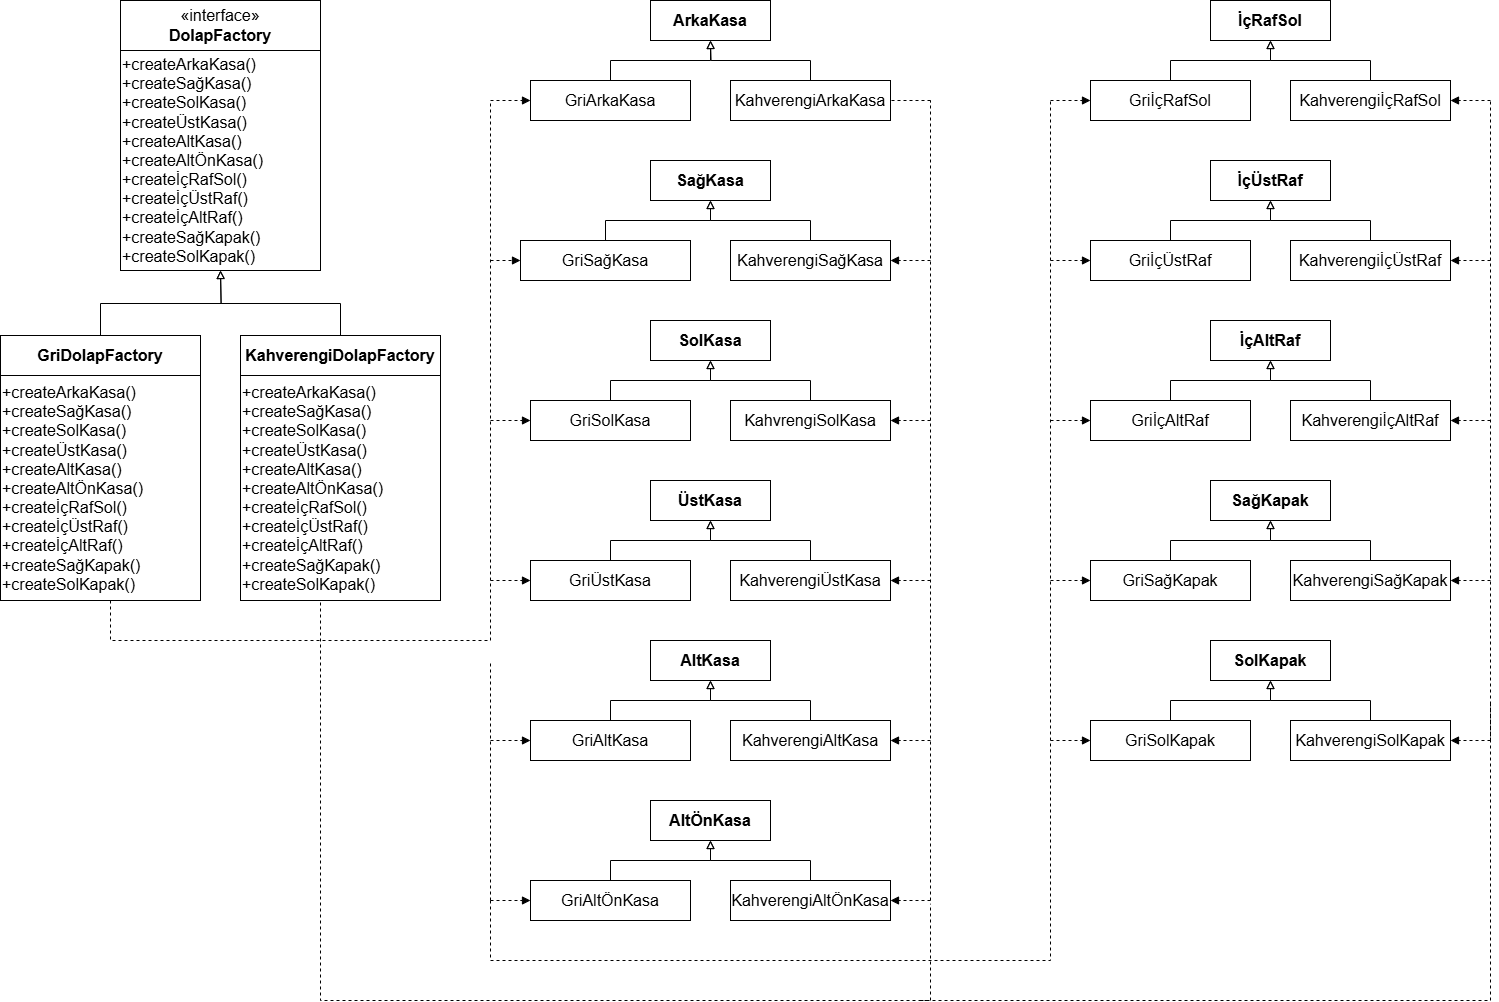 «interface»
DolapFactory
+createArkaKasa()
+createSağKasa()
+createSolKasa()
+createÜstKasa()
+createAltKasa()
+createAltÖnKasa()
+createİçRafSol()
+createİçÜstRaf()
+createİçAltRaf()
+createSağKapak()
+createSolKapak()
GriDolapFactory
+createArkaKasa()
+createSağKasa()
+createSolKasa()
+createÜstKasa()
+createAltKasa()
+createAltÖnKasa()
+createİçRafSol()
+createİçÜstRaf()
+createİçAltRaf()
+createSağKapak()
+createSolKapak()
KahverengiDolapFactory
+createArkaKasa()
+createSağKasa()
+createSolKasa()
+createÜstKasa()
+createAltKasa()
+createAltÖnKasa()
+createİçRafSol()
+createİçÜstRaf()
+createİçAltRaf()
+createSağKapak()
+createSolKapak()
ArkaKasa
GriArkaKasa
KahverengiArkaKasa
SağKasa
GriSağKasa
KahverengiSağKasa
SolKasa
GriSolKasa
KahvrengiSolKasa
ÜstKasa
GriÜstKasa
KahverengiÜstKasa
AltKasa
GriAltKasa
KahverengiAltKasa
AltÖnKasa
GriAltÖnKasa
KahverengiAltÖnKasa
İçRafSol
GriİçRafSol
KahverengiİçRafSol
İçÜstRaf
GriİçÜstRaf
KahverengiİçÜstRaf
İçAltRaf
GriİçAltRaf
KahverengiİçAltRaf
SağKapak
GriSağKapak
KahverengiSağKapak
SolKapak
GriSolKapak
KahverengiSolKapak